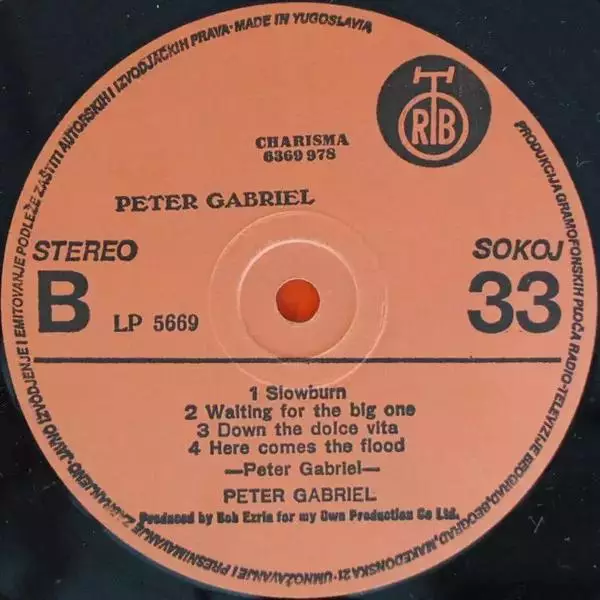 PRODUKCIJA GRAMOFONSKIH PLOČA RADIO-TELEVIZIJE BEOGRAD, BEOGRAD, MAKEDONSKA 21 · UMNOŽAVANJE I PRESNIMAVANJE ZABRANJENO-JAVNO IZVODJENJE I EMITOVANJE PODLEŽE ZAŠTITI AUTORSKIH I IZVODJAČKIH PRAVA · MADE IN YUGOSLAVIA
RTB
CHARISMA
6369 978
PETER GABRIEL
STEREO SOKOJ
B LP 5669 33
1 Slowburn
2 Waiting for the big one
3 Down the dolce vita
4 Here comes the flood
—Peter Gabriel—
PETER GABRIEL
Produced by Bob Ezrin for my Own Production Co Ltd.